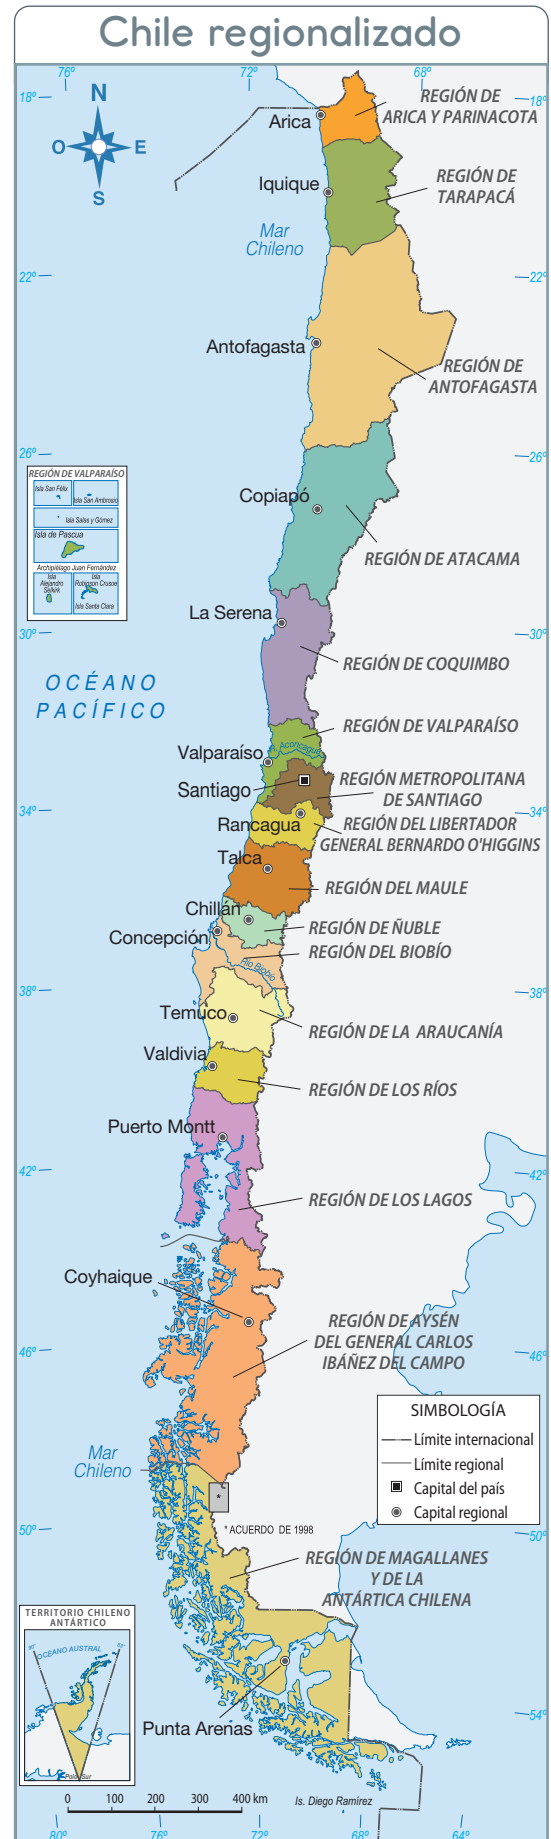 Chile regionalizado
76°
72°
68°
18°
18°
N
O
E
S
REGIÓN DE
ARICA Y PARINACOTA
Arica
Iquique
REGIÓN DE
TARAPACÁ
Mar
Chileno
22°
22°
Antofagasta
REGIÓN DE
ANTOFAGASTA
26°
26°
REGIÓN DE VALPARAÍSO
Isla San Félix
Isla San Ambrosio
Isla Salas y Gómez
Isla de Pascua
Archipiélago Juan Fernández
Isla
Alejandro
Selkirk
Isla
Robinson Crusoe
Isla Santa Clara
Copiapó
REGIÓN DE ATACAMA
La Serena
30°
30°
REGIÓN DE COQUIMBO
OCÉANO
PACÍFICO
REGIÓN DE VALPARAÍSO
R. Aconcagua
Valparaíso
Santiago
REGIÓN METROPOLITANA
DE SANTIAGO
34°
34°
Rancagua
REGIÓN DEL LIBERTADOR
GENERAL BERNARDO O'HIGGINS
Talca
REGIÓN DEL MAULE
Chillán
REGIÓN DE ÑUBLE
Concepción
REGIÓN DEL BIOBÍO
Río Biobío
38°
38°
Temuco
REGIÓN DE LA ARAUCANÍA
Valdivia
REGIÓN DE LOS RÍOS
Puerto Montt
42°
42°
REGIÓN DE LOS LAGOS
Coyhaique
REGIÓN DE AYSÉN
DEL GENERAL CARLOS
IBÁÑEZ DEL CAMPO
46°
46°
SIMBOLOGÍA
Límite internacional
Límite regional
Capital del país
Capital regional
Mar
Chileno
*
* ACUERDO DE 1998
50°
50°
REGIÓN DE MAGALLANES
Y DE LA
ANTÁRTICA CHILENA
TERRITORIO CHILENO
ANTÁRTICO
90°
53°
OCÉANO AUSTRAL
Polo Sur
Punta Arenas
54°
Is. Diego Ramírez
0 100 200 300 400 km
80°
76°
72°
68°
64°